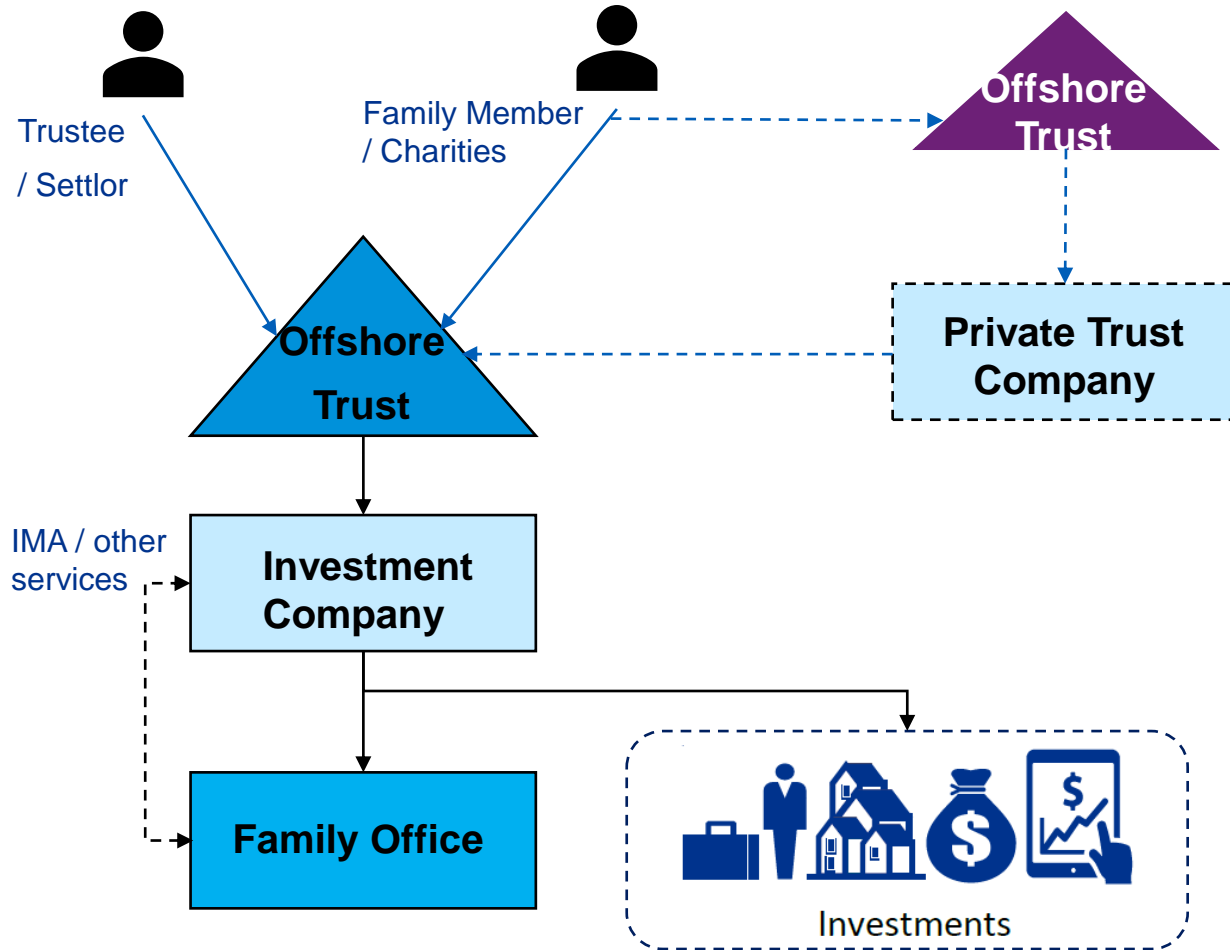 Trustee
/ Settlor
Family Member
/ Charities
Offshore
Trust
Offshore
Trust
Private Trust
Company
IMA / other
services
Investment
Company
Family Office
$
$
Investments